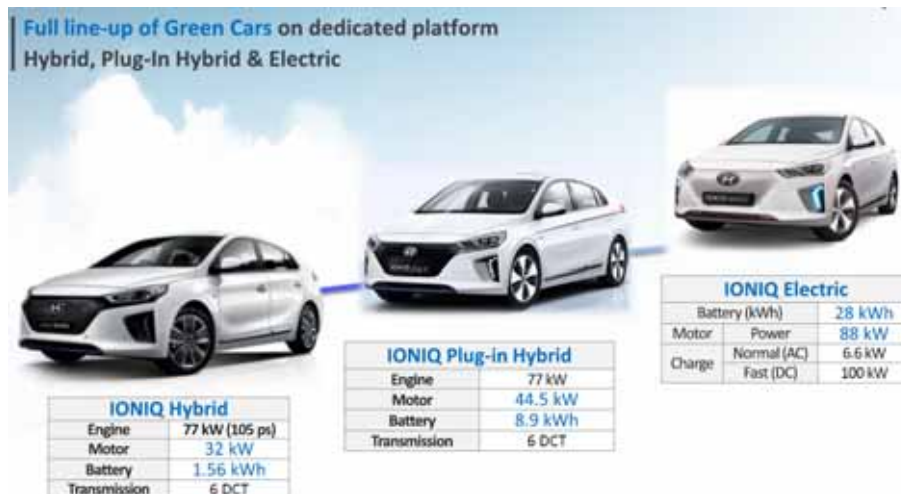 Full line-up of Green Cars on dedicated platform
Hybrid, Plug-In Hybrid & Electric
IONIQ Hybrid
Engine 77 kW (105 ps)
Motor 32 kW
Battery 1.56 kWh
Transmission 6 DCT
IONIQ Plug-in Hybrid
Engine 77 kW
Motor 44.5 kW
Battery 8.9 kWh
Transmission 6 DCT
IONIQ Electric
Battery (kWh) 28 kWh
Motor Power 88 kW
Charge Normal (AC) 6.6 kW
Fast (DC) 100 kW